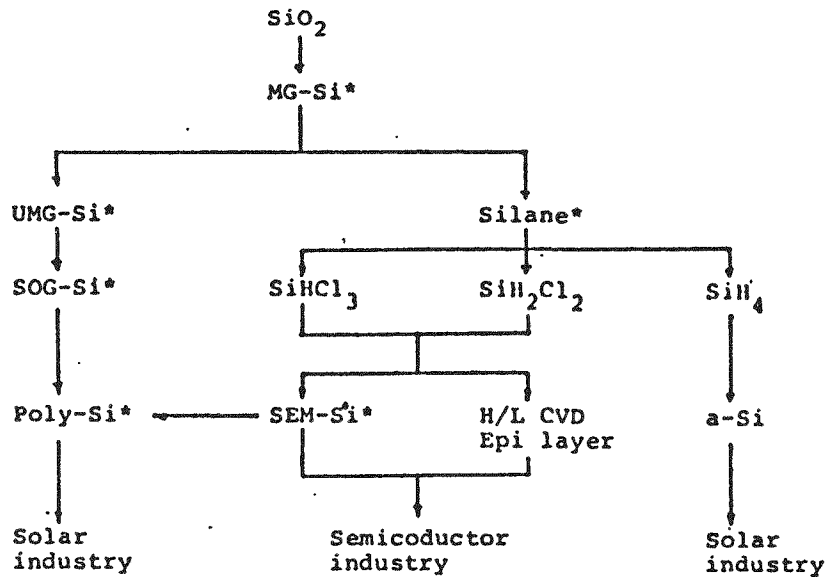 SiO2
MG-Si*
UMG-Si* Silane*
SOG-Si* SiHCl3 SiH2Cl2 SiH4
Poly-Si* SEM-Si* H/L CVD a-Si
Epi layer
Solar Semicoductor Solar
industry industry industry